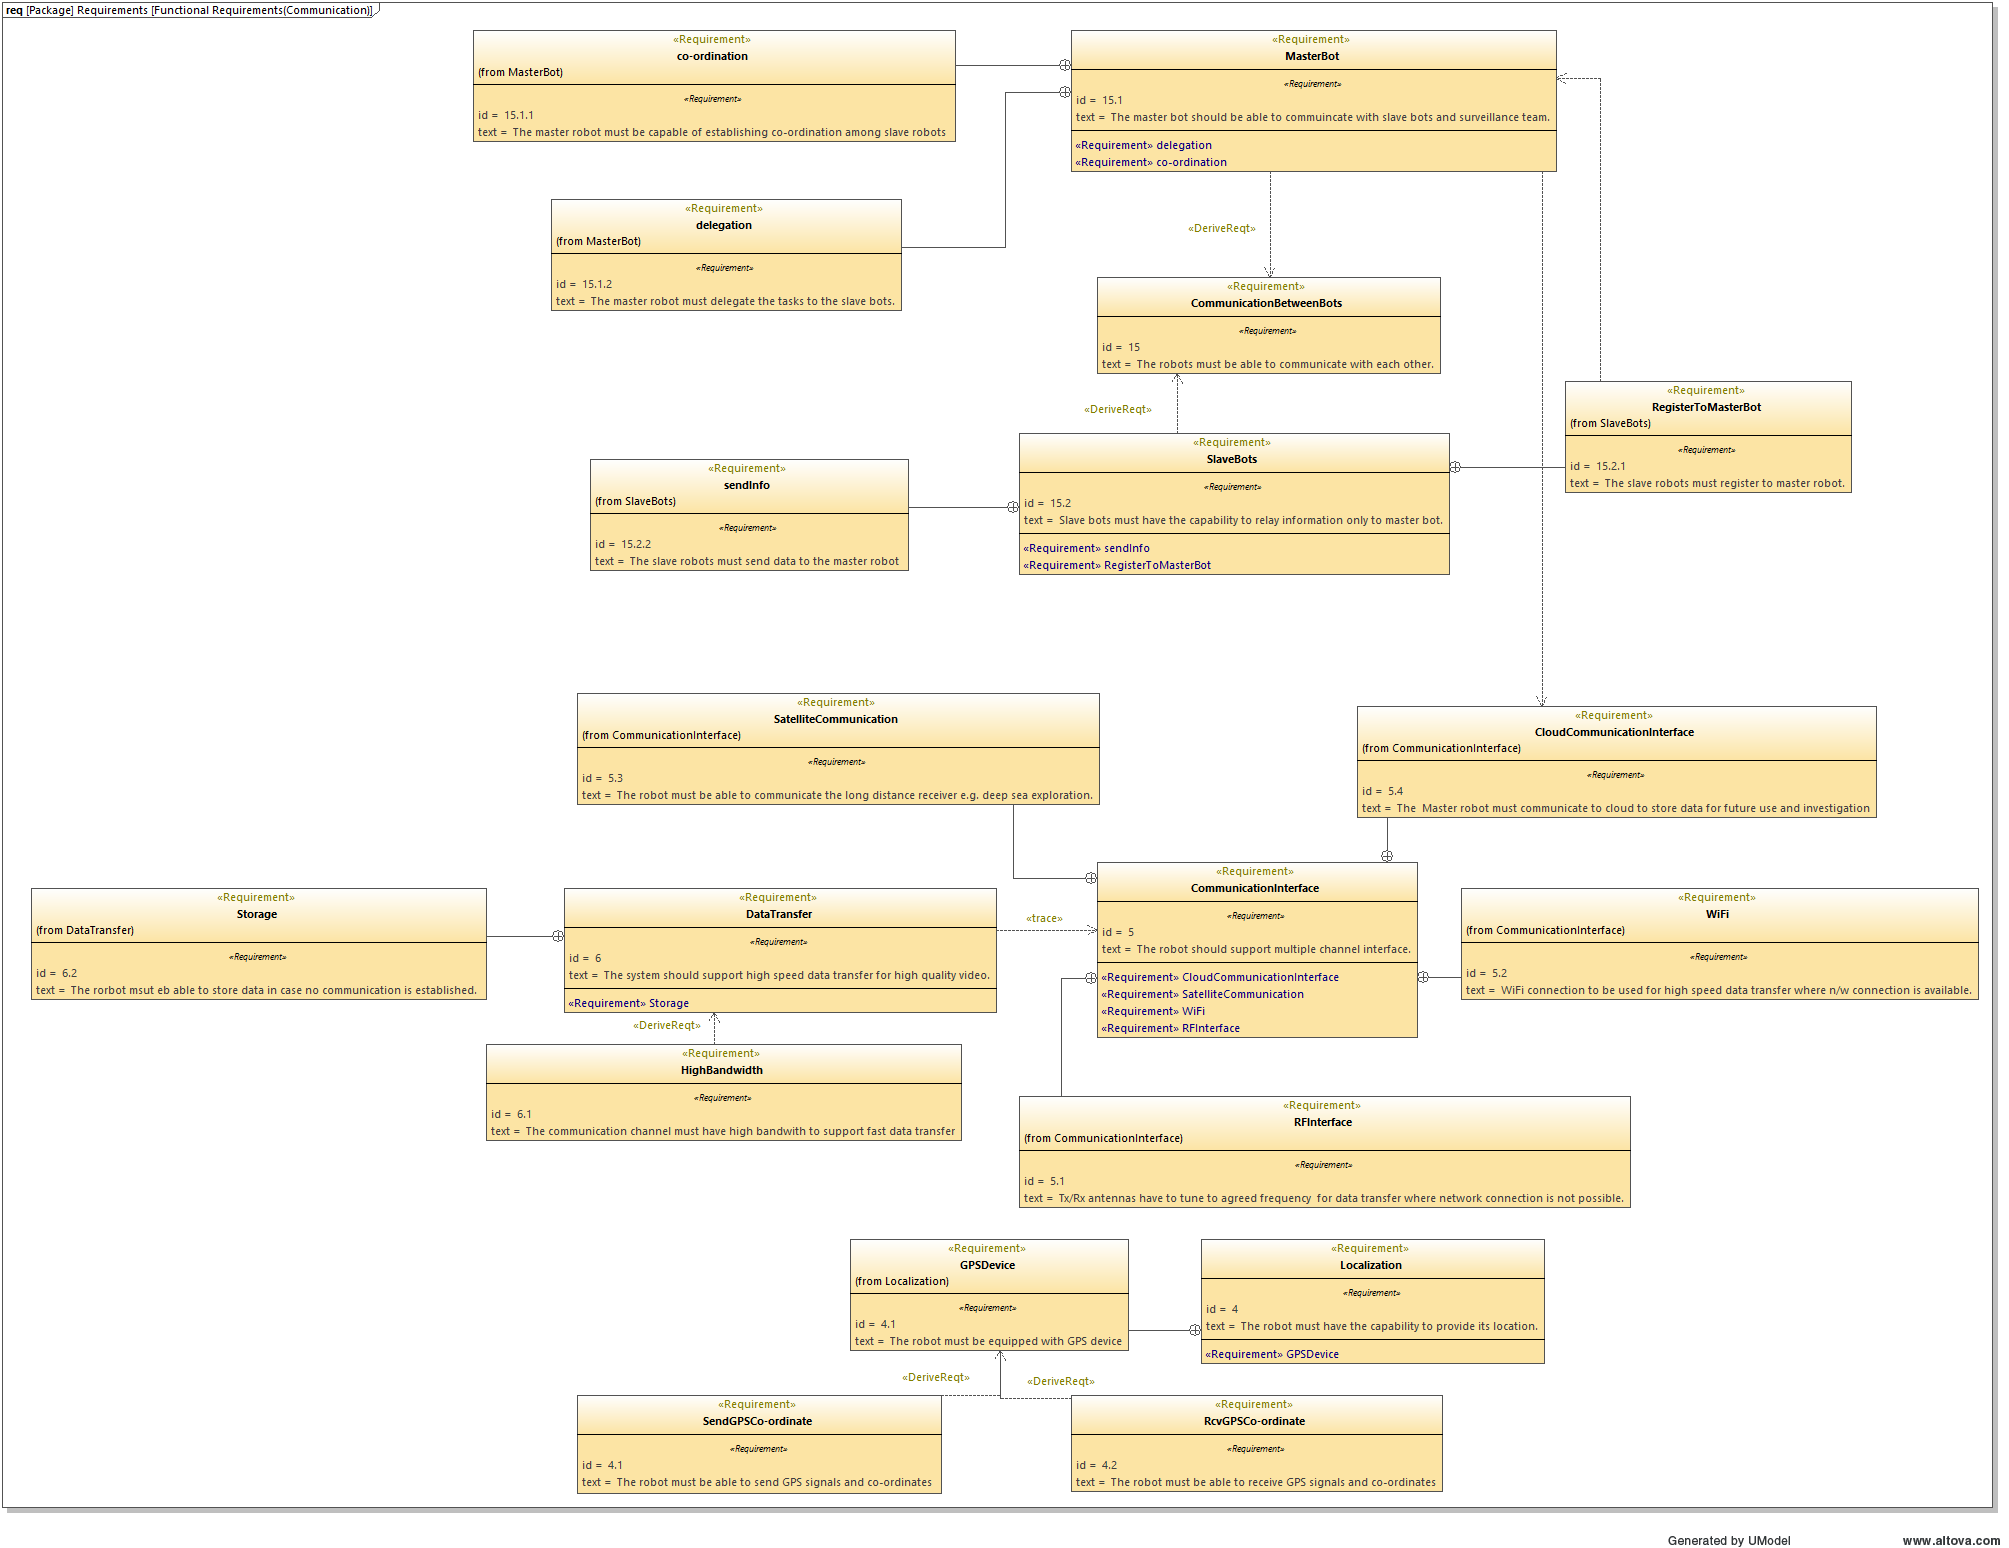 req [Package] Requirements [Functional Requirements(Communication)]
«Requirement»
co-ordination
(from MasterBot)
«Requirement»
id = 15.1.1
text = The master robot must be capable of establishing co-ordination among slave robots
«Requirement»
MasterBot
«Requirement»
id = 15.1
text = The master bot should be able to commuincate with slave bots and surveillance team.
«Requirement» delegation
«Requirement» co-ordination
«Requirement»
delegation
(from MasterBot)
«Requirement»
id = 15.1.2
text = The master robot must delegate the tasks to the slave bots.
«DeriveReqt»
«Requirement»
CommunicationBetweenBots
«Requirement»
id = 15
text = The robots must be able to communicate with each other.
«DeriveReqt»
«Requirement»
RegisterToMasterBot
(from SlaveBots)
«Requirement»
id = 15.2.1
text = The slave robots must register to master robot.
«Requirement»
SlaveBots
«Requirement»
id = 15.2
text = Slave bots must have the capability to relay information only to master bot.
«Requirement» sendInfo
«Requirement» RegisterToMasterBot
«Requirement»
sendInfo
(from SlaveBots)
«Requirement»
id = 15.2.2
text = The slave robots must send data to the master robot
«Requirement»
SatelliteCommunication
(from CommunicationInterface)
«Requirement»
id = 5.3
text = The robot must be able to communicate the long distance receiver e.g. deep sea exploration.
«Requirement»
CloudCommunicationInterface
(from CommunicationInterface)
«Requirement»
id = 5.4
text = The Master robot must communicate to cloud to store data for future use and investigation
«Requirement»
Storage
(from DataTransfer)
«Requirement»
id = 6.2
text = The rorbot msut eb able to store data in case no communication is established.
«Requirement»
DataTransfer
«Requirement»
id = 6
text = The system should support high speed data transfer for high quality video.
«Requirement» Storage
«trace»
«Requirement»
CommunicationInterface
«Requirement»
id = 5
text = The robot should support multiple channel interface.
«Requirement» CloudCommunicationInterface
«Requirement» SatelliteCommunication
«Requirement» WiFi
«Requirement» RFInterface
«Requirement»
WiFi
(from CommunicationInterface)
«Requirement»
id = 5.2
text = WiFi connection to be used for high speed data transfer where n/w connection is available.
«DeriveReqt»
«Requirement»
HighBandwidth
«Requirement»
id = 6.1
text = The communication channel must have high bandwith to support fast data transfer
«Requirement»
RFInterface
(from CommunicationInterface)
«Requirement»
id = 5.1
text = Tx/Rx antennas have to tune to agreed frequency for data transfer where network connection is not possible.
«Requirement»
GPSDevice
(from Localization)
«Requirement»
id = 4.1
text = The robot must be equipped with GPS device
«Requirement»
Localization
«Requirement»
id = 4
text = The robot must have the capability to provide its location.
«Requirement» GPSDevice
«DeriveReqt»
«DeriveReqt»
«Requirement»
SendGPSCo-ordinate
«Requirement»
id = 4.1
text = The robot must be able to send GPS signals and co-ordinates
«Requirement»
RcvGPSCo-ordinate
«Requirement»
id = 4.2
text = The robot must be able to receive GPS signals and co-ordinates
Generated by UModel
www.altova.com